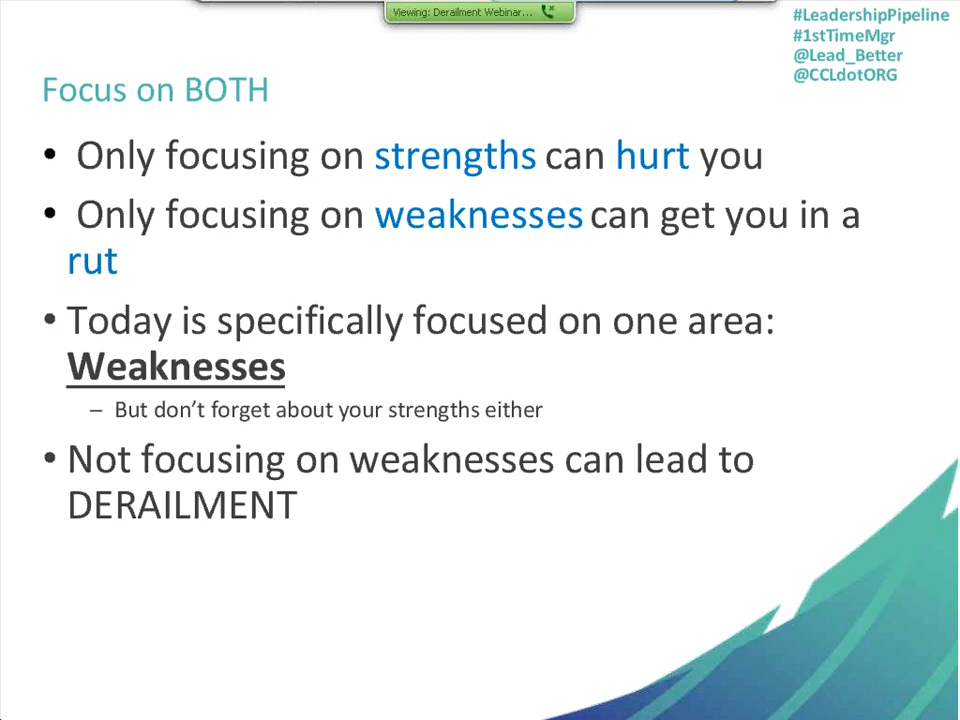 Viewing: Derailment Webinar...
#LeadershipPipeline
#1stTimeMgr
@Lead_Better
@CCLdotORG
Focus on BOTH
• Only focusing on strengths can hurt you
• Only focusing on weaknesses can get you in a
rut
• Today is specifically focused on one area:
Weaknesses
– But don’t forget about your strengths either
• Not focusing on weaknesses can lead to
DERAILMENT